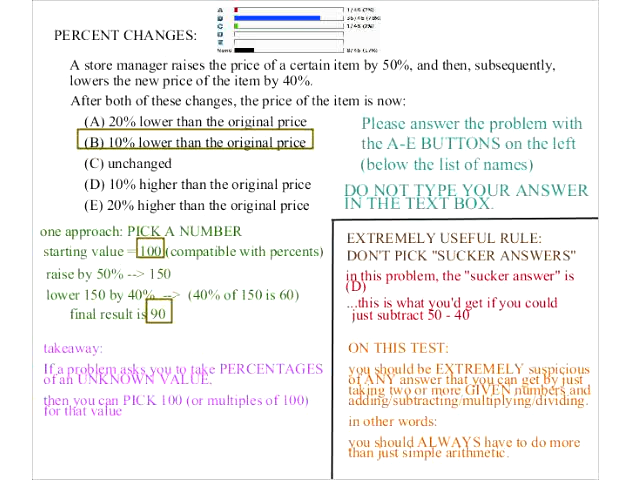 A
B
C
D
E
None
PERCENT CHANGES:
A store manager raises the price of a certain item by 50%, and then, subsequently,
lowers the new price of the item by 40%.
After both of these changes, the price of the item is now:
(A) 20% lower than the original price
(B) 10% lower than the original price
(C) unchanged
(D) 10% higher than the original price
(E) 20% higher than the original price
Please answer the problem with
the A-E BUTTONS on the left
(below the list of names)
DO NOT TYPE YOUR ANSWER
IN THE TEXT BOX.
one approach: PICK A NUMBER
starting value = 100 (compatible with percents)
raise by 50% --> 150
lower 150 by 40% --> (40% of 150 is 60)
final result is 90
takeaway:
If a problem asks you to take PERCENTAGES
of an UNKNOWN VALUE,
then you can PICK 100 (or multiples of 100)
for that value
EXTREMELY USEFUL RULE:
DON'T PICK "SUCKER ANSWERS"
in this problem, the "sucker answer" is
(D)
...this is what you'd get if you could
just subtract 50 - 40
ON THIS TEST:
you should be EXTREMELY suspicious
of ANY answer that you can get by just
taking two or more GIVEN numbers and
adding/subtracting/multiplying/dividing.
in other words:
you should ALWAYS have to do more
than just simple arithmetic.